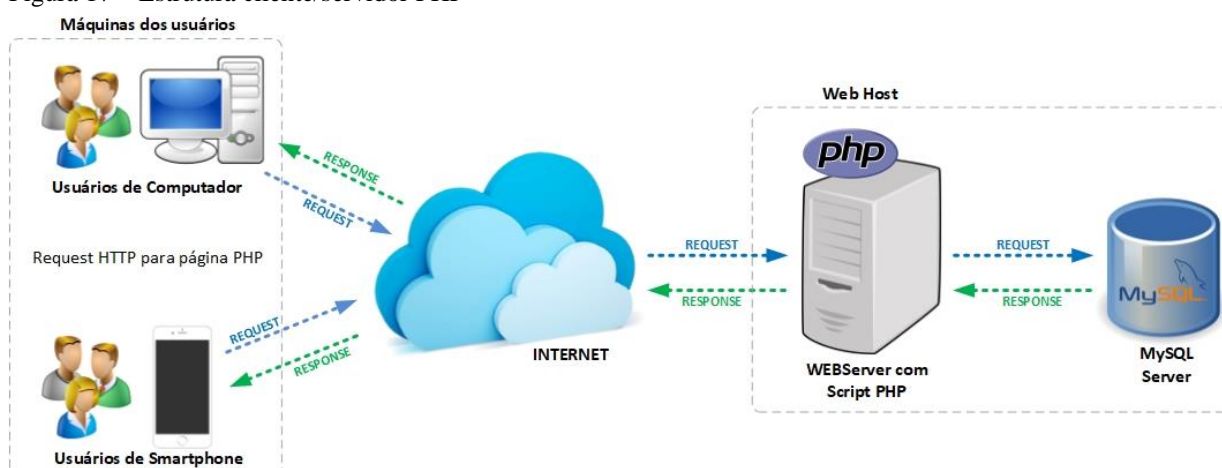 Máquinas dos usuários
Usuários de Computador
Request HTTP para página PHP
Usuários de Smartphone
RESPONSE
REQUEST
REQUEST
RESPONSE
INTERNET
REQUEST
RESPONSE
Web Host
php
WEBServer com
Script PHP
REQUEST
RESPONSE
MySQL
MySQL
Server